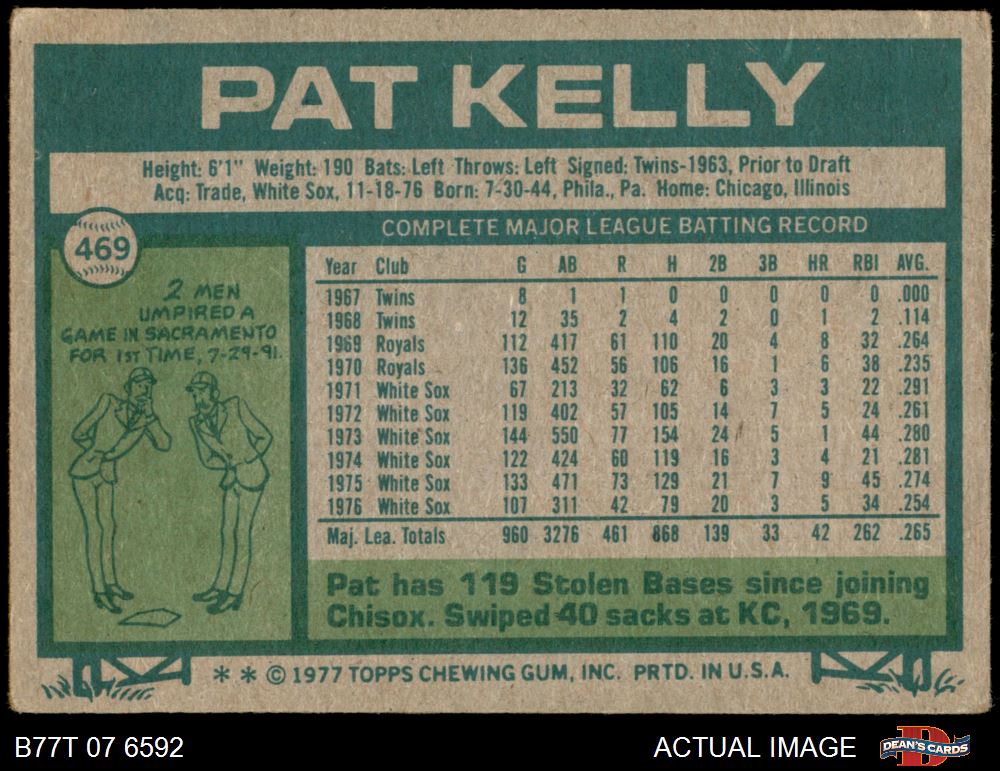 PAT KELLY
Height: 6'1" Weight: 190 Bats: Left Throws: Left Signed: Twins-1963, Prior to Draft
Acq: Trade, White Sox, 11-18-76 Born: 7-30-44, Phila., Pa. Home: Chicago, Illinois
469
2 MEN
UMPIRED A
GAME IN SACRAMENTO
FOR 1ST TIME, 7-29-91.
COMPLETE MAJOR LEAGUE BATTING RECORD
Year Club G AB R H 2B 3B HR RBI AVG.
1967 Twins 8 1 1 0 0 0 0 0 .000
1968 Twins 12 35 2 4 2 0 1 2 .114
1969 Royals 112 417 61 110 20 4 8 32 .264
1970 Royals 136 452 56 106 16 1 6 38 .235
1971 White Sox 67 213 32 62 6 3 3 22 .291
1972 White Sox 119 402 57 105 14 7 5 24 .261
1973 White Sox 144 550 77 154 24 5 1 44 .280
1974 White Sox 122 424 60 119 16 3 4 21 .281
1975 White Sox 133 471 73 129 21 7 9 45 .274
1976 White Sox 107 311 42 79 20 3 5 34 .254
Maj. Lea. Totals 960 3276 461 868 139 33 42 262 .265
Pat has 119 Stolen Bases since joining
Chisox. Swiped 40 sacks at KC, 1969.
* * © 1977 TOPPS CHEWING GUM, INC. PRTD. IN U.S.A.
B77T 07 6592
ACTUAL IMAGE
DEAN'S CARDS